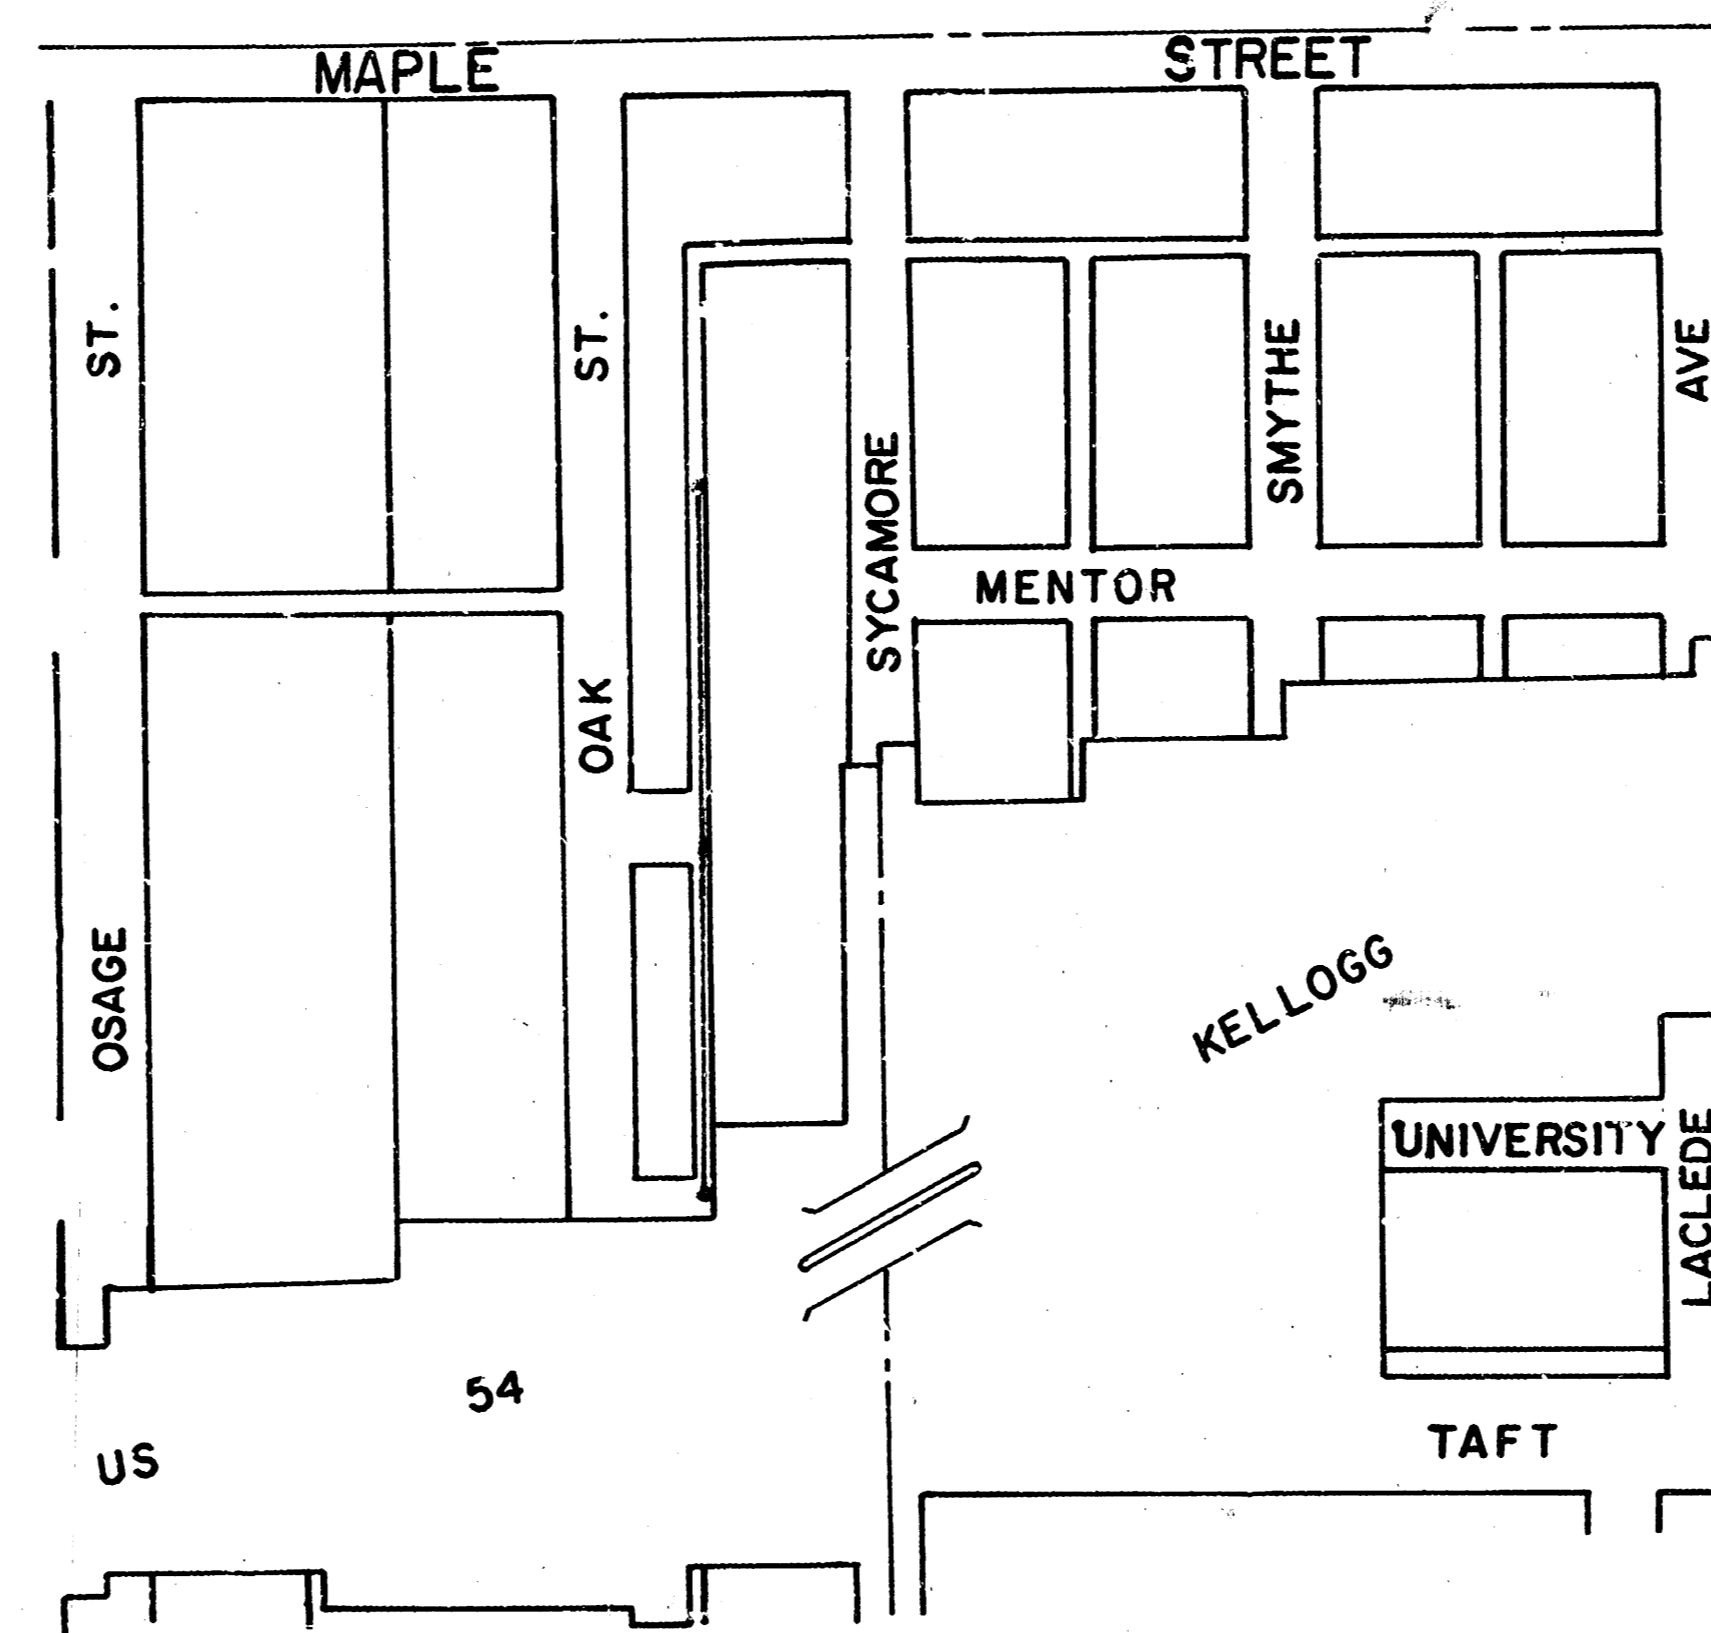 MAPLE STREET
ST.
ST.
SMYTHE
AVE
SYCAMORE
MENTOR
OAK
OSAGE
KELLOGG
UNIVERSITY
LACLEDE
54
US
TAFT